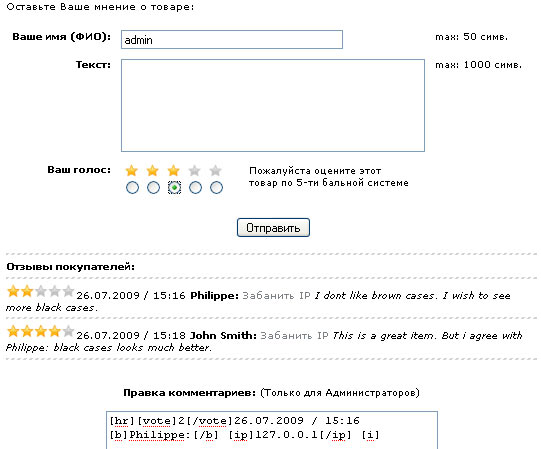 Оставьте Ваше мнение о товаре:
Ваше имя (ФИО): admin max: 50 симв.
Текст: max: 1000 симв.
Ваш голос: Пожалуйста оцените этот
товар по 5-ти бальной системе
Отправить
Отзывы покупателей:
26.07.2009 / 15:16 Philippe: Забанить IP I dont like brown cases. I wish to see
more black cases.
26.07.2009 / 15:18 John Smith: Забанить IP This is a great item. But i agree with
Philippe: black cases looks much better.
Правка комментариев: (Только для Администраторов)
[hr][vote]2[/vote]26.07.2009 / 15:16
[b]Philippe:[/b] [ip]127.0.0.1[/ip] [i]